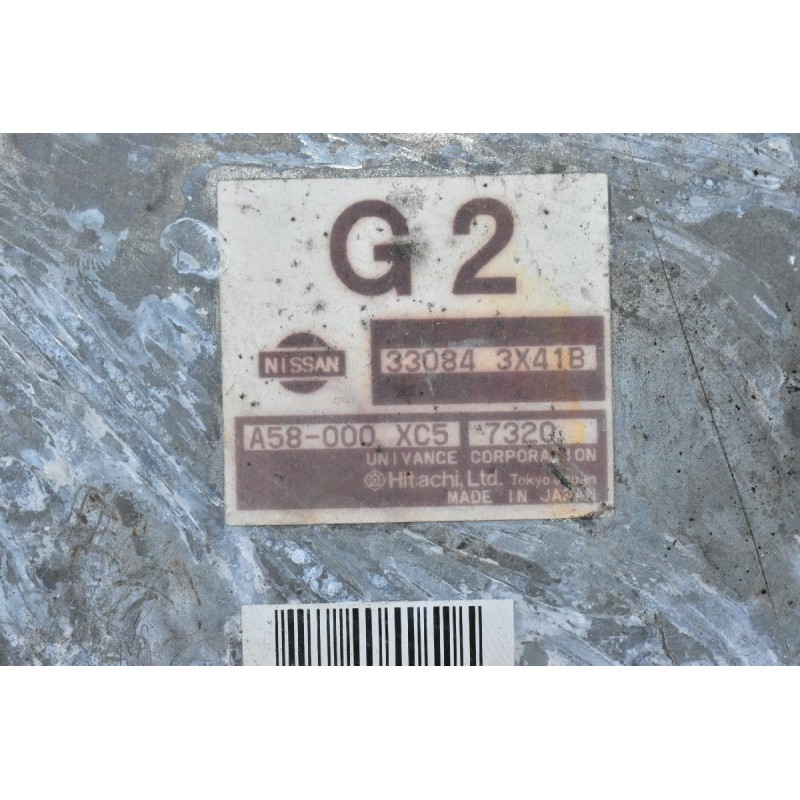 G2
NISSAN 33084 3X41B
A58-000 XC5 7320
UNIVANCE CORPORATION
Hitachi, Ltd. Tokyo Japan
MADE IN JAPAN